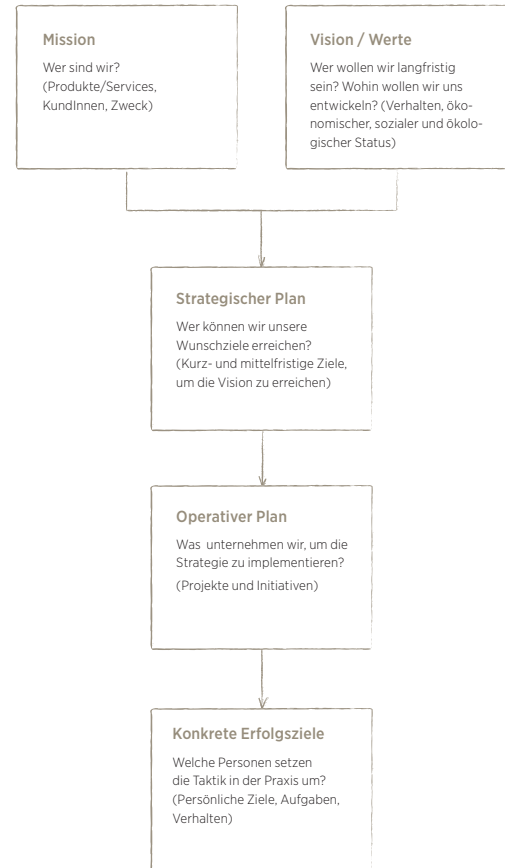 Mission
Wer sind wir?
(Produkte/Services,
KundInnen, Zweck)
Vision / Werte
Wer wollen wir langfristig
sein? Wohin wollen wir uns
entwickeln? (Verhalten, öko-
nomischer, sozialer und ökolo-
gischer Status)
Strategischer Plan
Wer können wir unsere
Wunschziele erreichen?
(Kurz- und mittelfristige Ziele,
um die Vision zu erreichen)
Operativer Plan
Was unternehmen wir, um die
Strategie zu implementieren?
(Projekte und Initiativen)
Konkrete Erfolgsziele
Welche Personen setzen
die Taktik in der Praxis um?
(Persönliche Ziele, Aufgaben,
Verhalten)